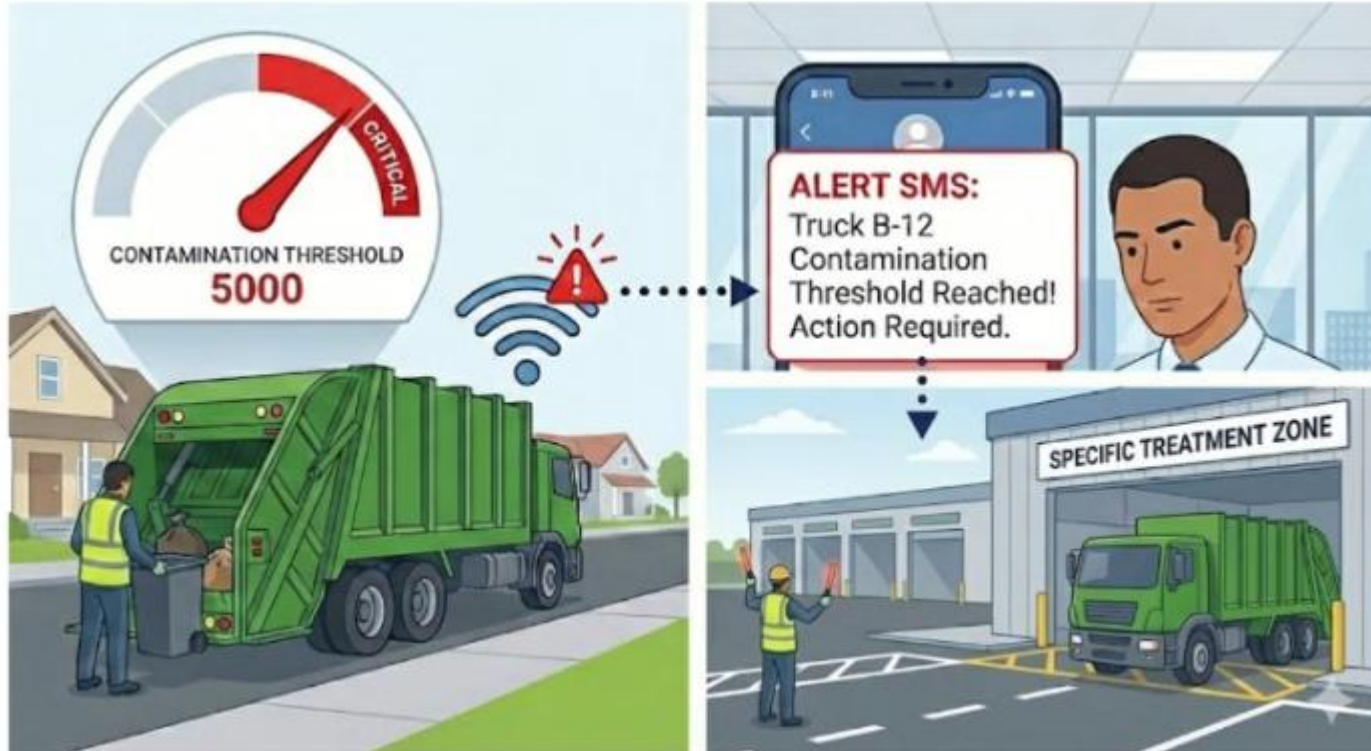 CRITICAL
CONTAMINATION THRESHOLD
5000
ALERT SMS:
Truck B-12
Contamination
Threshold Reached!
Action Required.
SPECIFIC TREATMENT ZONE